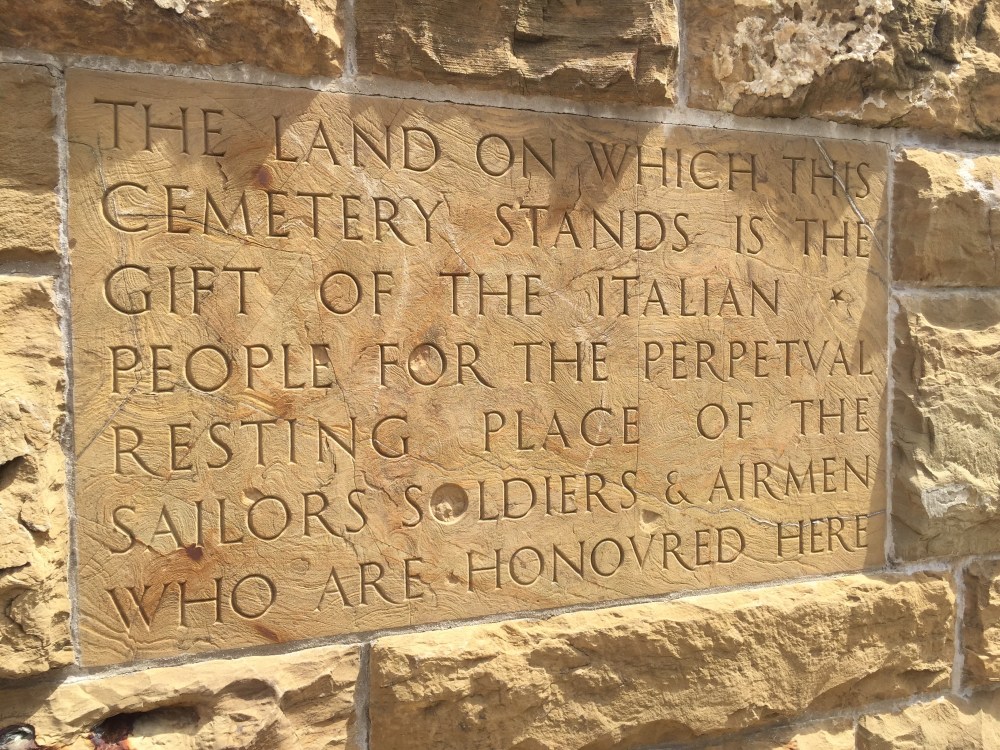 THE LAND ON WHICH THIS
CEMETERY STANDS IS THE
GIFT OF THE ITALIAN *
PEOPLE FOR THE PERPETVAL
RESTING PLACE OF THE
SAILORS SOLDIERS & AIRMEN
WHO ARE HONOVRED HERE